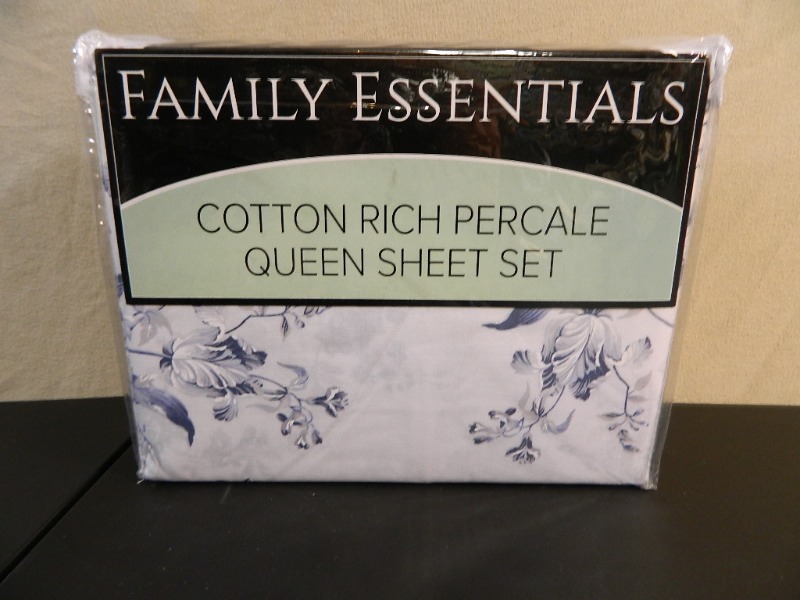 FAMILY ESSENTIALS
COTTON RICH PERCALE
QUEEN SHEET SET